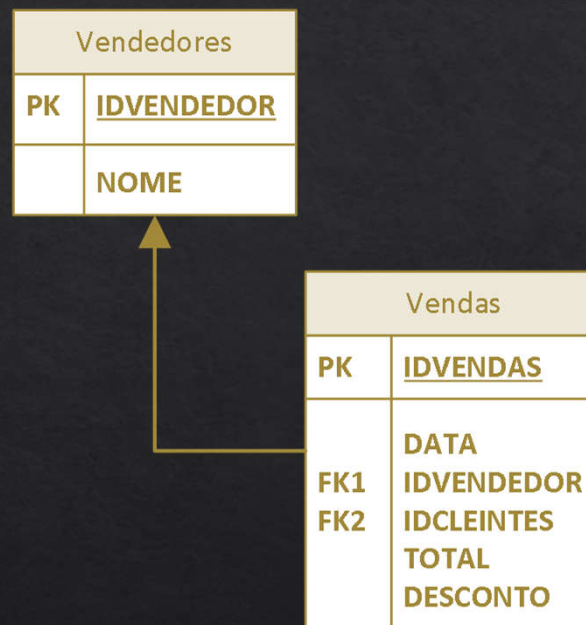 Vendedores
PK IDVENDEDOR
NOME
Vendas
PK IDVENDAS
DATA
FK1 IDVENDEDOR
FK2 IDCLEINTES
TOTAL
DESCONTO